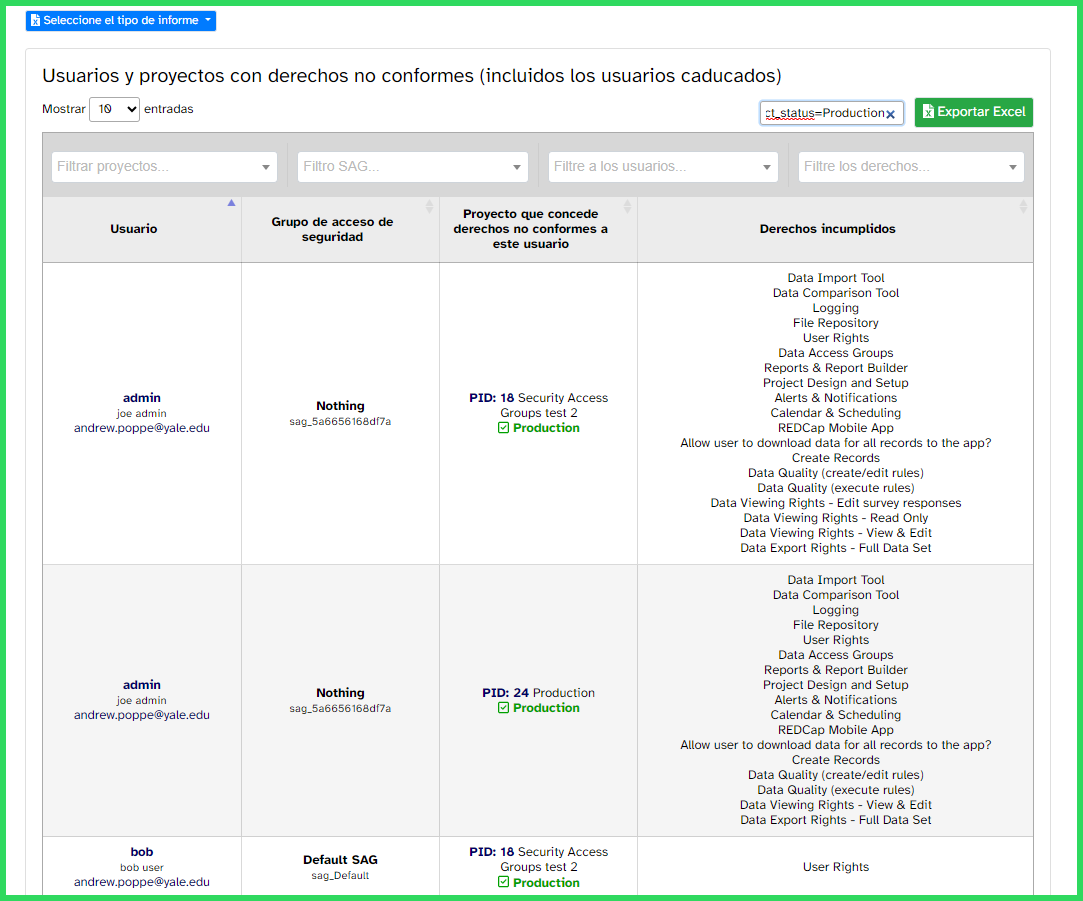 Seleccione el tipo de informe
Usuarios y proyectos con derechos no conformes (incluidos los usuarios caducados)
Mostrar 10 entradas
ct_status=Production
Exportar Excel
Filtrar proyectos...
Filtro SAG...
Filtre a los usuarios...
Filtre los derechos...
Usuario
Grupo de acceso de
seguridad
Proyecto que concede
derechos no conformes a
este usuario
Derechos incumplidos
admin
joe admin
andrew.poppe@yale.edu
Nothing
sag_5a6656168df7a
PID: 18 Security Access
Groups test 2
Production
Data Import Tool
Data Comparison Tool
Logging
File Repository
User Rights
Data Access Groups
Reports & Report Builder
Project Design and Setup
Alerts & Notifications
Calendar & Scheduling
REDCap Mobile App
Allow user to download data for all records to the app?
Create Records
Data Quality (create/edit rules)
Data Quality (execute rules)
Data Viewing Rights - Edit survey responses
Data Viewing Rights - Read Only
Data Viewing Rights - View & Edit
Data Export Rights - Full Data Set
admin
joe admin
andrew.poppe@yale.edu
Nothing
sag_5a6656168df7a
PID: 24 Production
Production
Data Import Tool
Data Comparison Tool
Logging
File Repository
User Rights
Data Access Groups
Reports & Report Builder
Project Design and Setup
Alerts & Notifications
Calendar & Scheduling
REDCap Mobile App
Allow user to download data for all records to the app?
Create Records
Data Quality (create/edit rules)
Data Quality (execute rules)
Data Viewing Rights - View & Edit
Data Export Rights - Full Data Set
bob
bob user
andrew.poppe@yale.edu
Default SAG
sag_Default
PID: 18 Security Access
Groups test 2
Production
User Rights